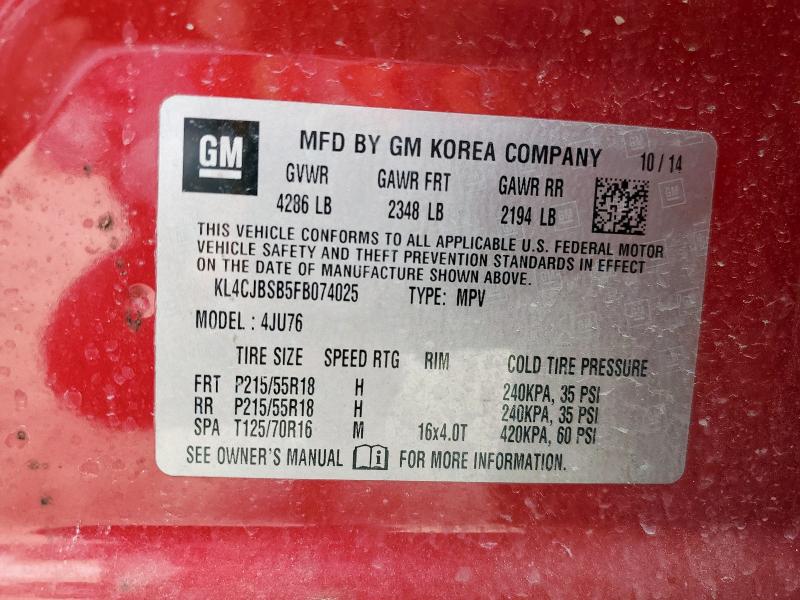 GM
MFD BY GM KOREA COMPANY 10/14
GVWR GAWR FRT GAWR RR
4286 LB 2348 LB 2194 LB
THIS VEHICLE CONFORMS TO ALL APPLICABLE U.S. FEDERAL MOTOR
VEHICLE SAFETY AND THEFT PREVENTION STANDARDS IN EFFECT
ON THE DATE OF MANUFACTURE SHOWN ABOVE.
KL4CJBSB5FB074025 TYPE: MPV
MODEL : 4JU76
TIRE SIZE SPEED RTG RIM COLD TIRE PRESSURE
FRT P215/55R18 H 240KPA, 35 PSI
RR P215/55R18 H 240KPA, 35 PSI
SPA T125/70R16 M 16x4.0T 420KPA, 60 PSI
SEE OWNER'S MANUAL i FOR MORE INFORMATION.